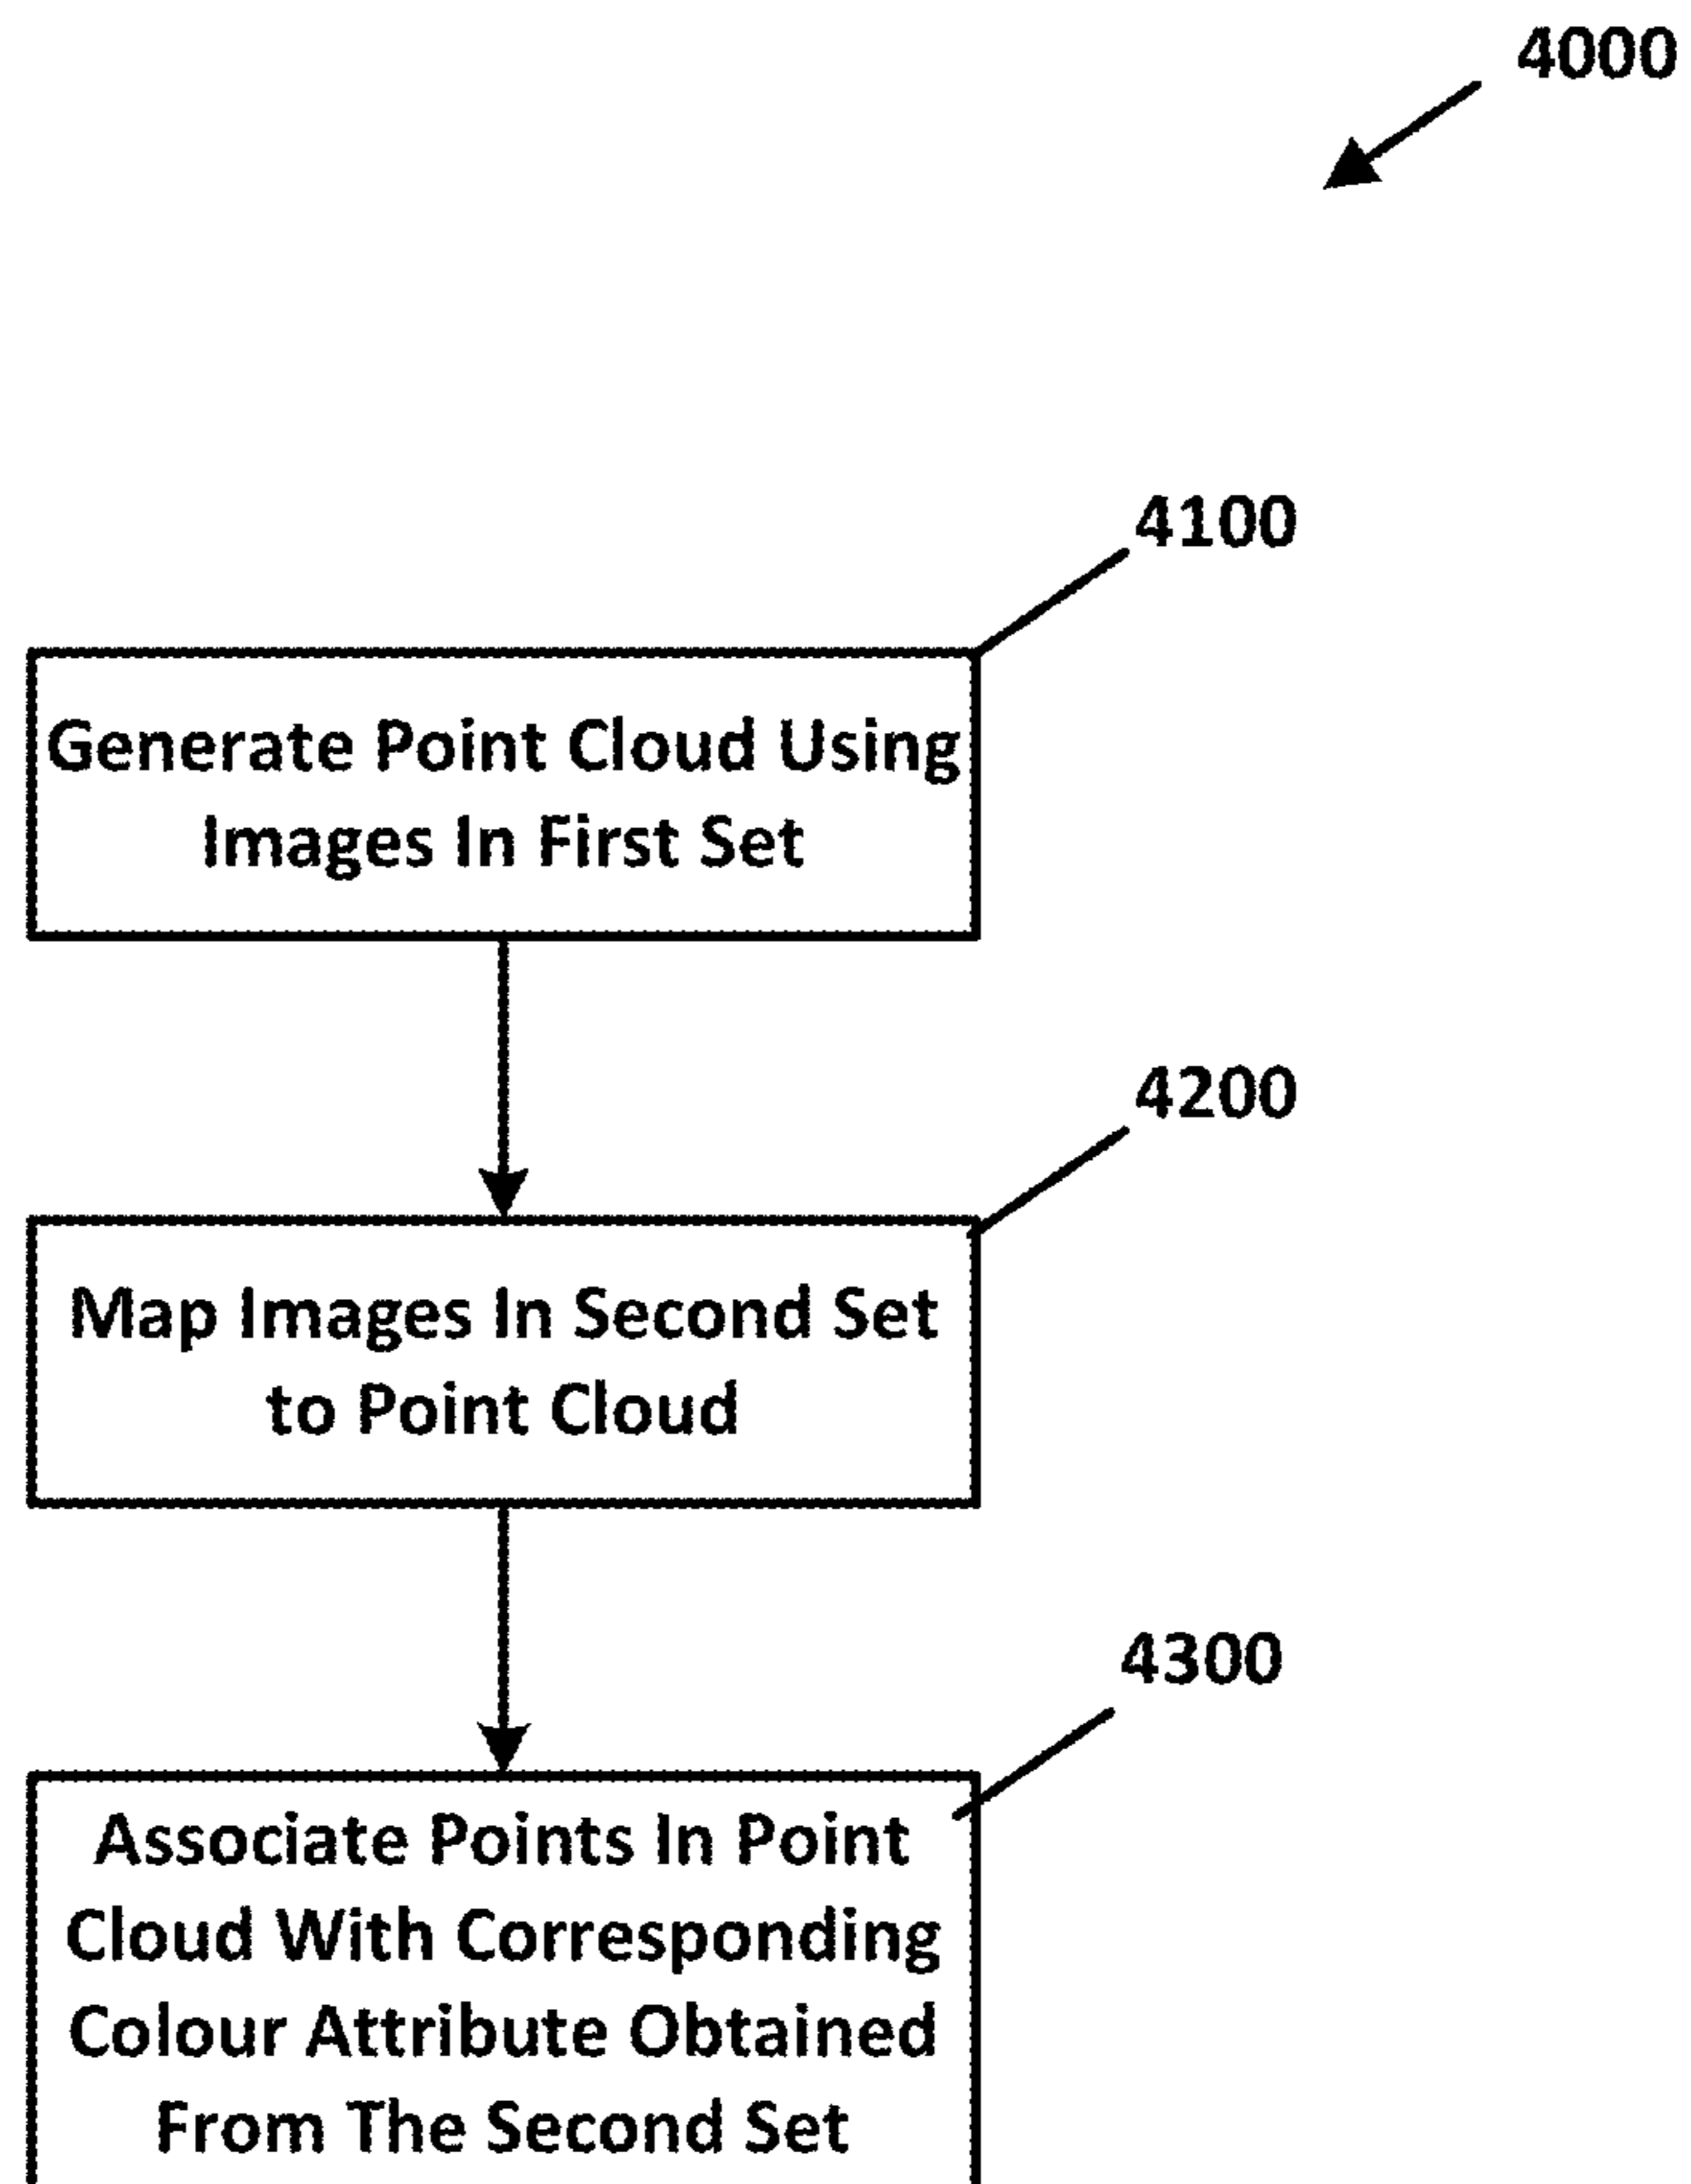 4000
4100
Generate Point Cloud Using
Images In First Set
4200
Map Images In Second Set
to Point Cloud
4300
Associate Points In Point
Cloud With Corresponding
Colour Attribute Obtained
From The Second Set